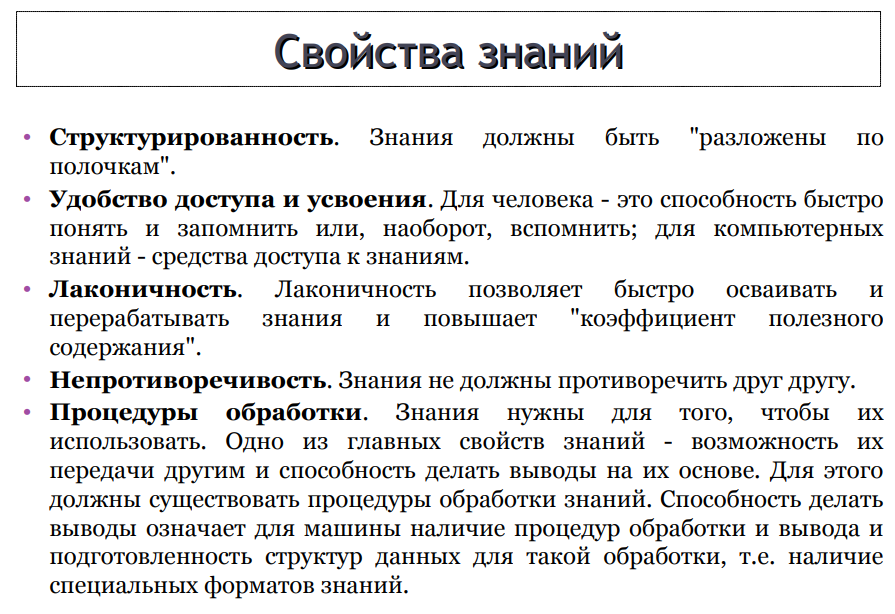 Свойства знаний
• Структурированность. Знания должны быть "разложены по
полочкам".
• Удобство доступа и усвоения. Для человека - это способность быстро
понять и запомнить или, наоборот, вспомнить; для компьютерных
знаний - средства доступа к знаниям.
• Лаконичность. Лаконичность позволяет быстро осваивать и
перерабатывать знания и повышает "коэффициент полезного
содержания".
• Непротиворечивость. Знания не должны противоречить друг другу.
• Процедуры обработки. Знания нужны для того, чтобы их
использовать. Одно из главных свойств знаний - возможность их
передачи другим и способность делать выводы на их основе. Для этого
должны существовать процедуры обработки знаний. Способность делать
выводы означает для машины наличие процедур обработки и вывода и
подготовленность структур данных для такой обработки, т.е. наличие
специальных форматов знаний.